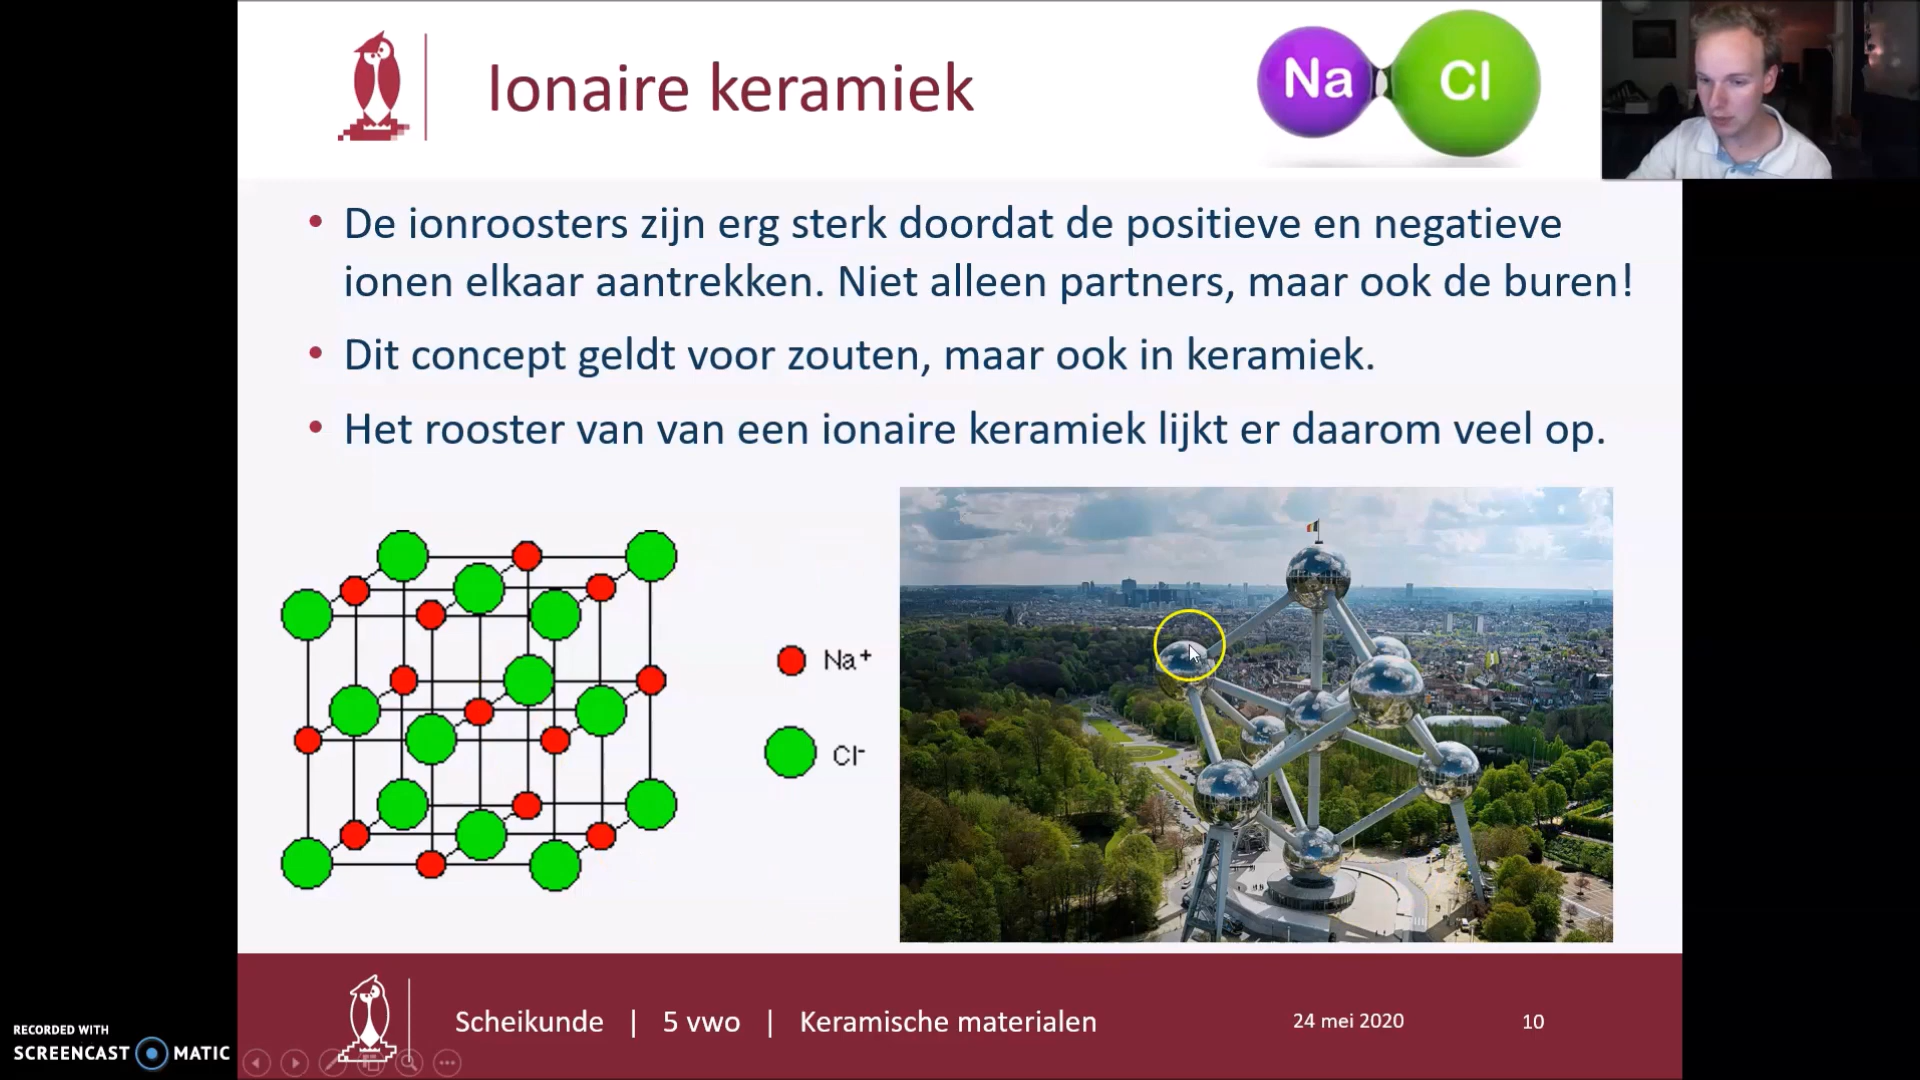 Ionaire keramiek
Na Cl
• De ionroosters zijn erg sterk doordat de positieve en negatieve
ionen elkaar aantrekken. Niet alleen partners, maar ook de buren!
• Dit concept geldt voor zouten, maar ook in keramiek.
• Het rooster van van een ionaire keramiek lijkt er daarom veel op.
Na⁺
Cl⁻
Scheikunde | 5 vwo | Keramische materialen 24 mei 2020 10
RECORDED WITH
SCREENCAST MATIC